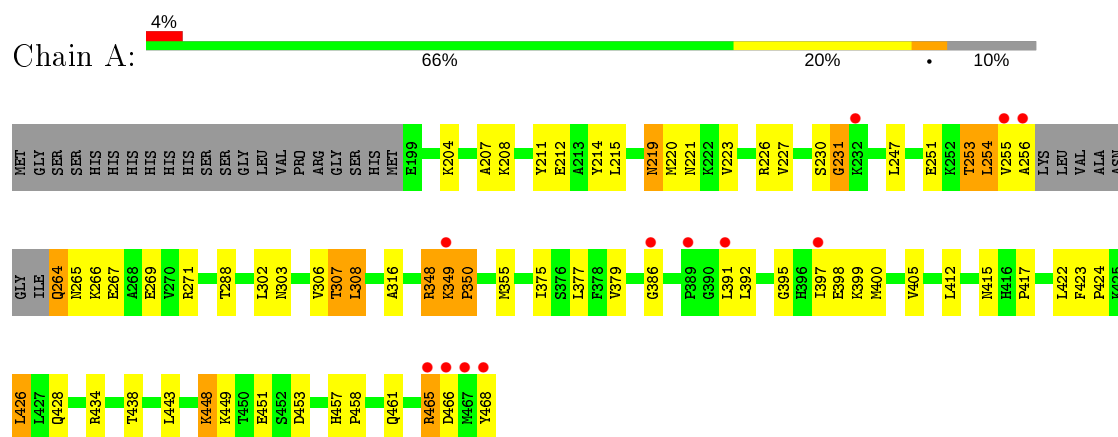 4%
Chain A:
66% 20% • 10%
MET GLY SER SER HIS HIS HIS HIS HIS HIS SER SER GLY LEU VAL PRO ARG GLY SER HIS MET E199 K204 A207 K208 Y211 E212 A213 Y214 L215 N219 M220 N221 K222 V223 R226 V227 S230 G231 K232 L247 E251 K252 T253 L254 V255 A256 LYS LEU VAL ALA ASN
GLY ILE Q264 N265 K266 E267 A268 E269 V270 R271 T288 L302 N303 V306 T307 L308 A316 R348 K349 P350 M355 I375 S376 L377 F378 V379 G386 P389 G390 L391 L392 G395 H396 I397 E398 K399 M400 V405 L412 N415 H416 P417 L422 F423 P424 K425
L426 L427 Q428 R434 T438 L443 K448 K449 T450 E451 S452 D453 H457 P458 Q461 R465 D466 M467 Y468